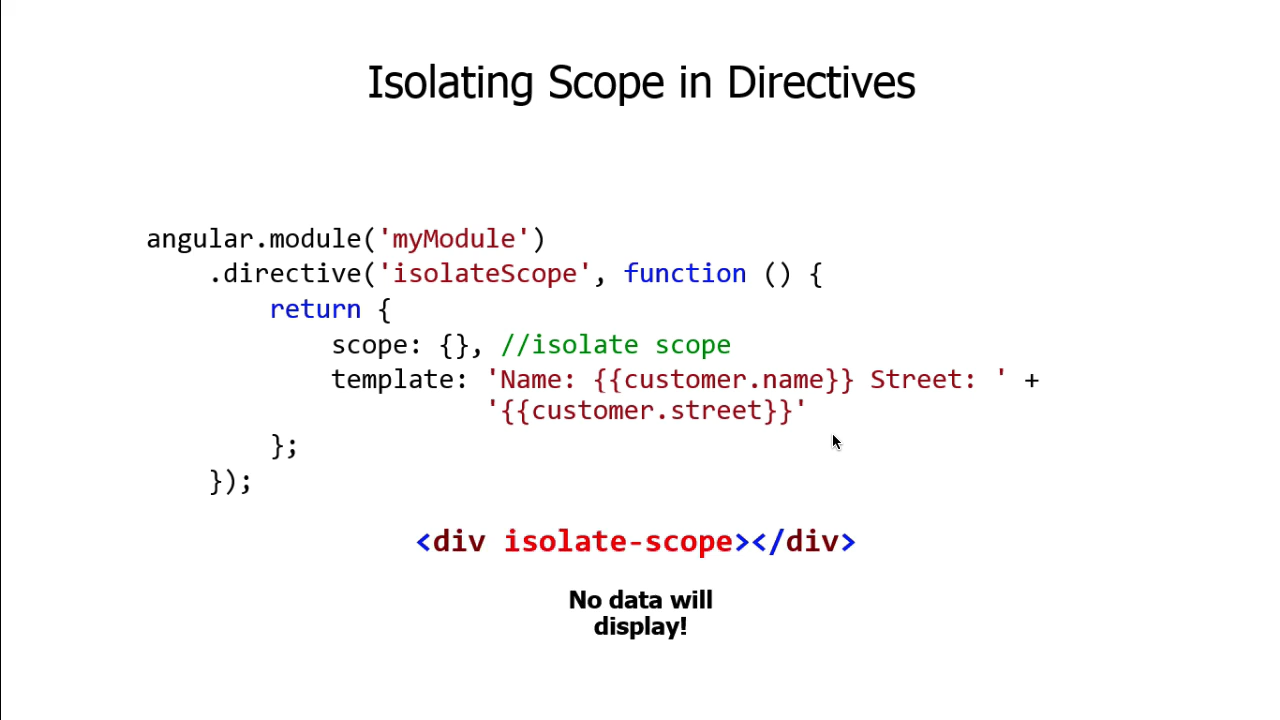 Isolating Scope in Directives
angular.module('myModule')
.directive('isolateScope', function () {
return {
scope: {}, //isolate scope
template: 'Name: {{customer.name}} Street: ' +
'{{customer.street}}'
};
});
<div isolate-scope></div>
No data will
display!